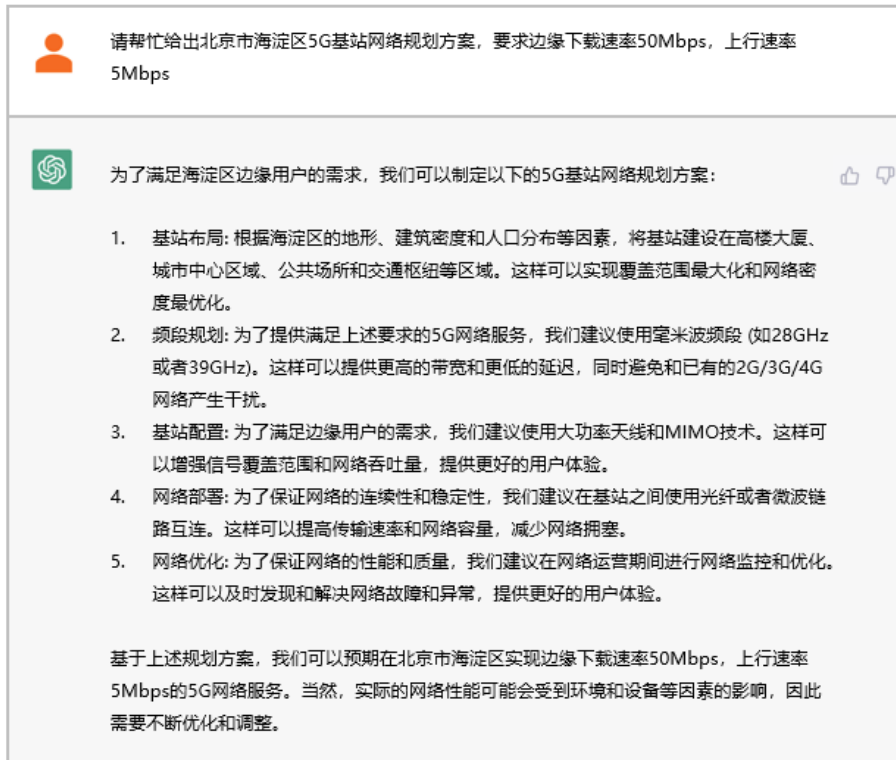 请帮忙给出北京市海淀区5G基站网络规划方案，要求边缘下载速率50Mbps，上行速率
5Mbps
为了满足海淀区边缘用户的需求，我们可以制定以下的5G基站网络规划方案：
1. 基站布局: 根据海淀区的地形、建筑密度和人口分布等因素，将基站建设在高楼大厦、
城市中心区域、公共场所和交通枢纽等区域。这样可以实现覆盖范围最大化和网络密
度最优化。
2. 频段规划: 为了提供满足上述要求的5G网络服务，我们建议使用毫米波频段 (如28GHz
或者39GHz)。这样可以提供更高的带宽和更低的延迟，同时避免和已有的2G/3G/4G
网络产生干扰。
3. 基站配置: 为了满足边缘用户的需求，我们建议使用大功率天线和MIMO技术。这样可
以增强信号覆盖范围和网络吞吐量，提供更好的用户体验。
4. 网络部署: 为了保证网络的连续性和稳定性，我们建议在基站之间使用光纤或者微波链
路互连。这样可以提高传输速率和网络容量，减少网络拥塞。
5. 网络优化: 为了保证网络的性能和质量，我们建议在网络运营期间进行网络监控和优化。
这样可以及时发现和解决网络故障和异常，提供更好的用户体验。
基于上述规划方案，我们可以预期在北京市海淀区实现边缘下载速率50Mbps，上行速率
5Mbps的5G网络服务。当然，实际的网络性能可能会受到环境和设备等因素的影响，因此
需要不断优化和调整。